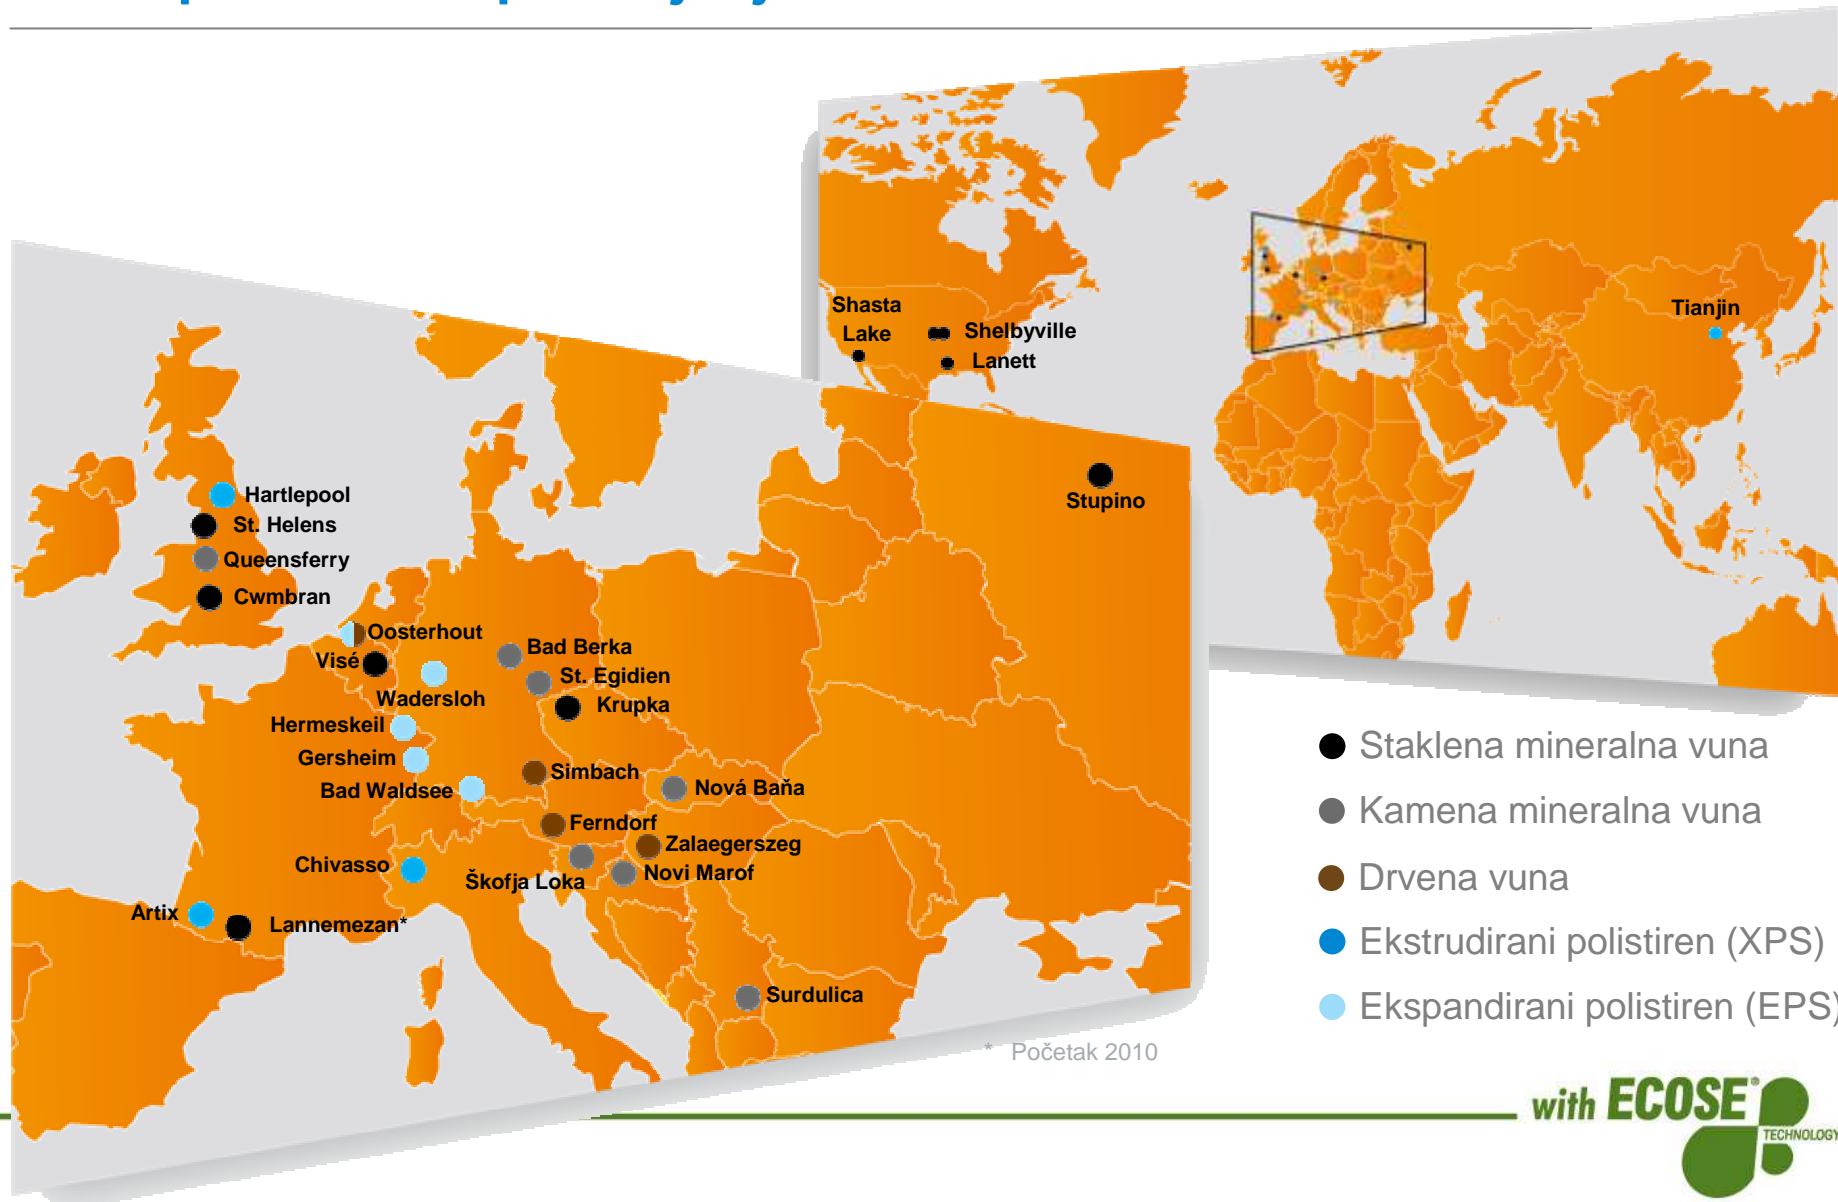 Shasta
Lake
Shelbyville
Lanett
Tianjin
Stupino
Hartlepool
St. Helens
Queensferry
Cwmbran
Oosterhout
Visé
Wadersloh
Bad Berka
St. Egidien
Krupka
Hermeskeil
Gersheim
Bad Waldsee
Simbach
Nová Baňa
Ferndorf
Zalaegerszeg
Chivasso
Škofja Loka
Novi Marof
Artix
Lannemezan*
Surdulica
* Početak 2010
Staklena mineralna vuna
Kamena mineralna vuna
Drvena vuna
Ekstrudirani polistiren (XPS)
Ekspandirani polistiren (EPS)
with ECOSE®
TECHNOLOGY